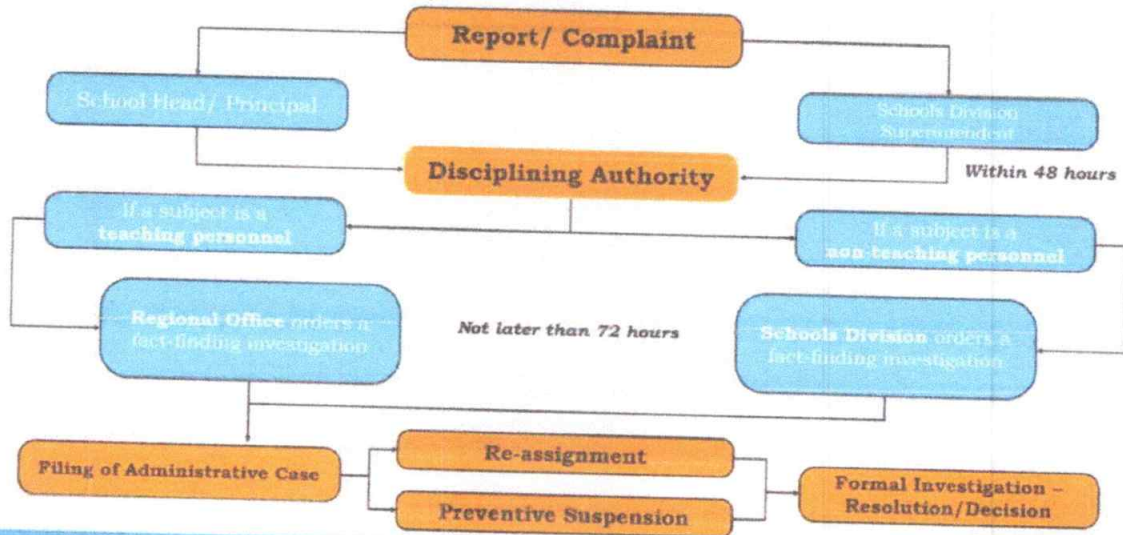 Report/ Complaint
School Head/ Principal
Schools Division
Superintendent
Within 48 hours
Disciplining Authority
If a subject is a
teaching personnel
If a subject is a
non-teaching personnel
Regional Office orders a
fact-finding investigation
Not later than 72 hours
Schools Division orders a
fact-finding investigation
Filing of Administrative Case
Re-assignment
Preventive Suspension
Formal Investigation –
Resolution/Decision